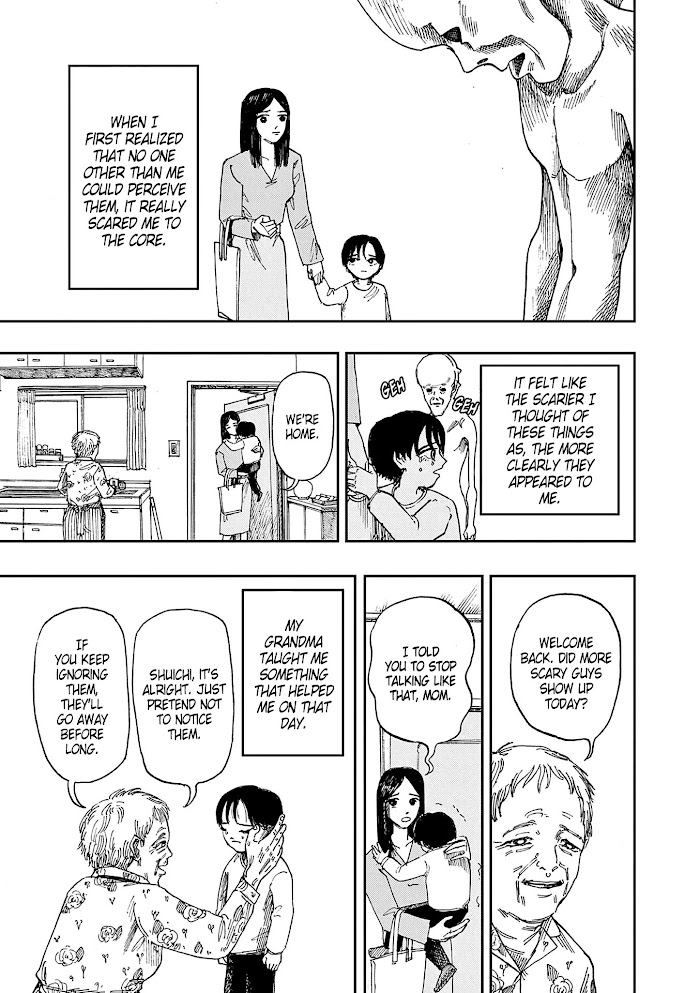 WHEN I
FIRST REALIZED
THAT NO ONE
OTHER THAN ME
COULD PERCEIVE
THEM, IT REALLY
SCARED ME TO
THE CORE.
IT FELT LIKE
THE SCARIER I
THOUGHT OF
THESE THINGS
AS, THE MORE
CLEARLY THEY
APPEARED TO
ME.
GEH
GEH
WE'RE
HOME.
WELCOME
BACK. DID MORE
SCARY GUYS
SHOW UP
TODAY?
I TOLD
YOU TO STOP
TALKING LIKE
THAT, MOM.
MY
GRANDMA
TAUGHT ME
SOMETHING
THAT HELPED
ME ON THAT
DAY.
SHUICHI, IT'S
ALRIGHT. JUST
PRETEND NOT
TO NOTICE
THEM.
IF
YOU KEEP
IGNORING
THEM,
THEY'LL
GO AWAY
BEFORE
LONG.